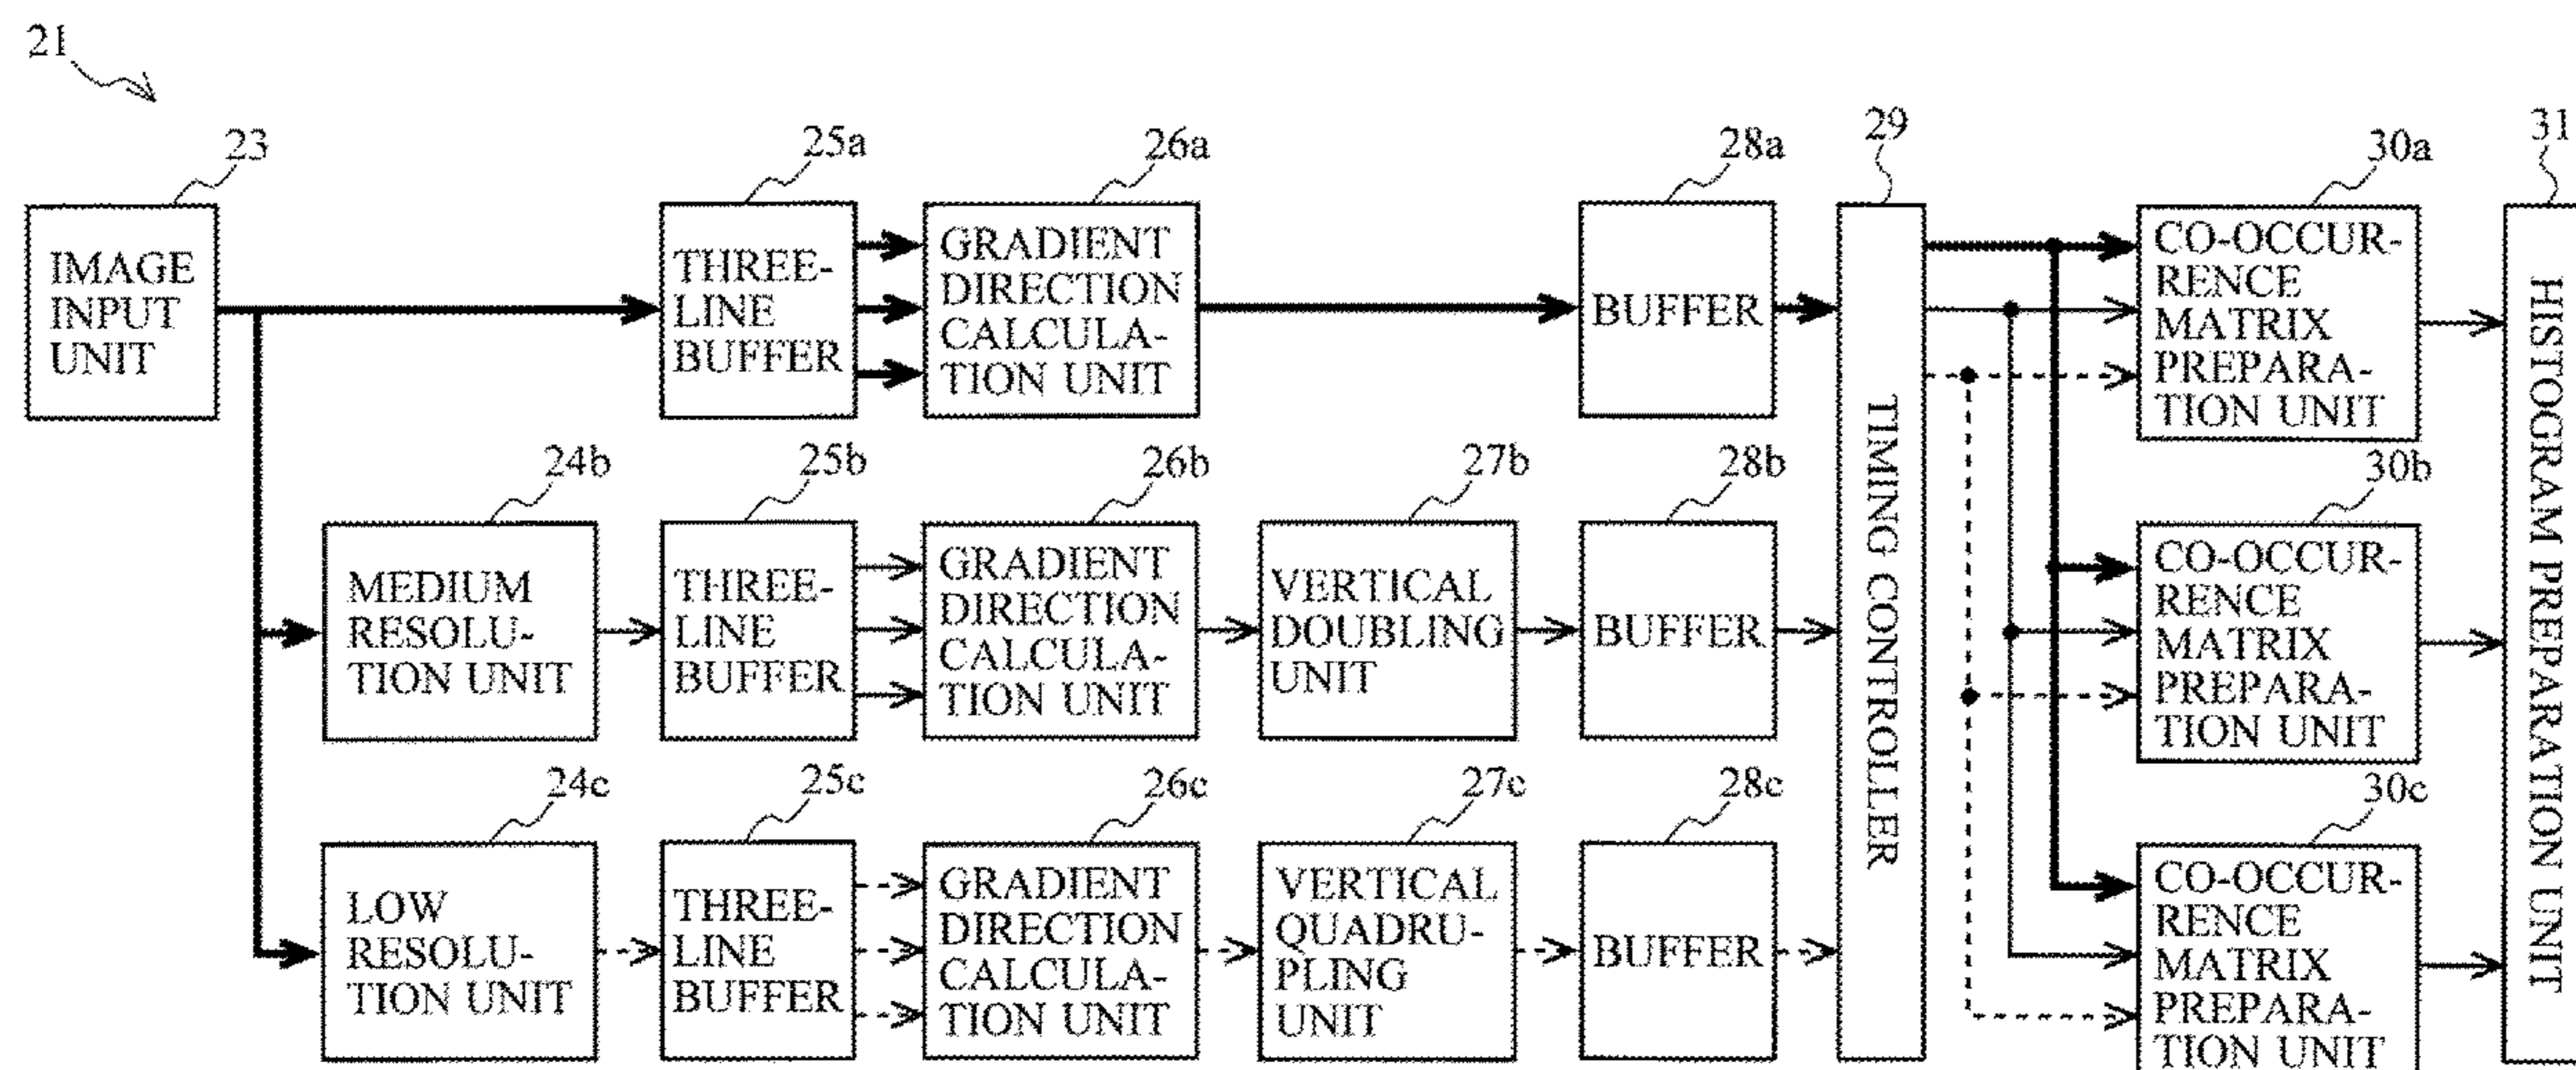 21
23
IMAGE
INPUT
UNIT
25a
THREE-
LINE
BUFFER
26a
GRADIENT
DIRECTION
CALCULA-
TION UNIT
28a
BUFFER
29
TIMING CONTROLLER
30a
CO-OCCUR-
RENCE
MATRIX
PREPARA-
TION UNIT
31
HISTOGRAM PREPARATION UNIT
24b
MEDIUM
RESOLU-
TION UNIT
25b
THREE-
LINE
BUFFER
26b
GRADIENT
DIRECTION
CALCULA-
TION UNIT
27b
VERTICAL
DOUBLING
UNIT
28b
BUFFER
30b
CO-OCCUR-
RENCE
MATRIX
PREPARA-
TION UNIT
24c
LOW
RESOLU-
TION UNIT
25c
THREE-
LINE
BUFFER
26c
GRADIENT
DIRECTION
CALCULA-
TION UNIT
27c
VERTICAL
QUADRU-
PLING
UNIT
28c
BUFFER
30c
CO-OCCUR-
RENCE
MATRIX
PREPARA-
TION UNIT